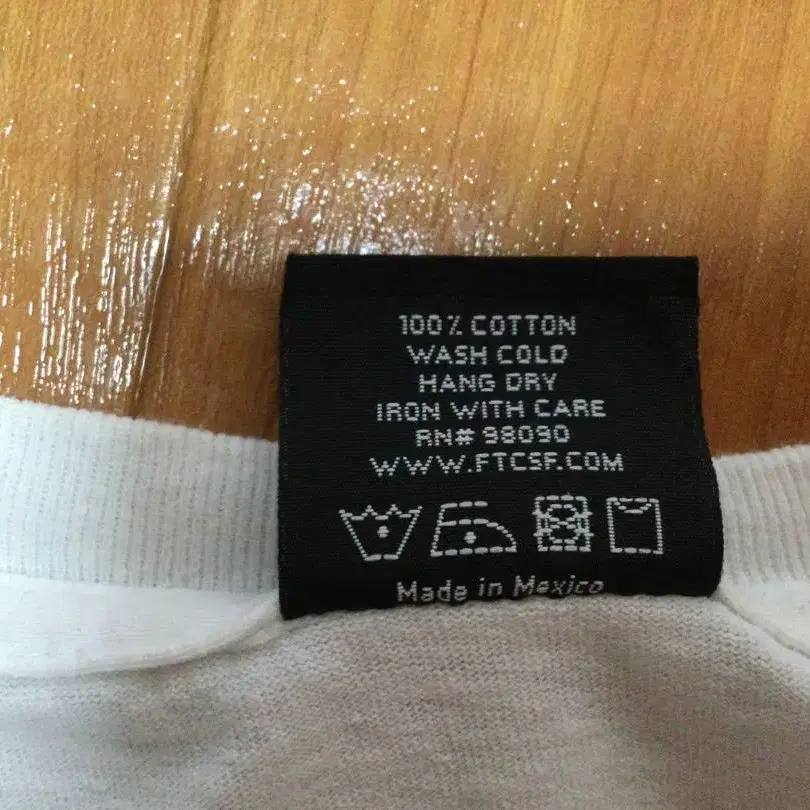 100% COTTON
WASH COLD
HANG DRY
IRON WITH CARE
RN# 98090
WWW.FTCSF.COM
Made in Mexico